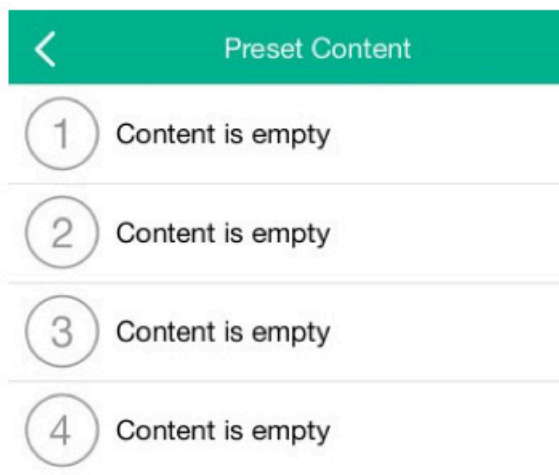 Preset Content
1 Content is empty
2 Content is empty
3 Content is empty
4 Content is empty